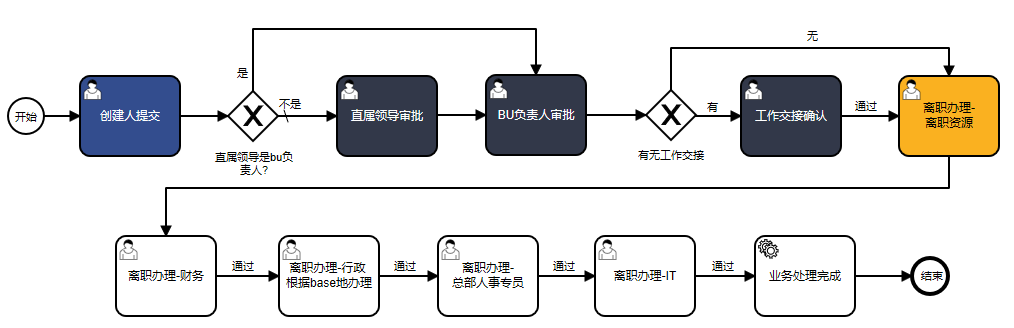 无
是
不是
有
通过
开始
创建人提交
直属领导审批
BU负责人审批
工作交接确认
离职办理-
离职资源
直属领导是bu负
责人?
有无工作交接
离职办理-财务
通过
离职办理-行政
根据base地办理
通过
离职办理-
总部人事专员
通过
离职办理-IT
通过
业务处理完成
结束